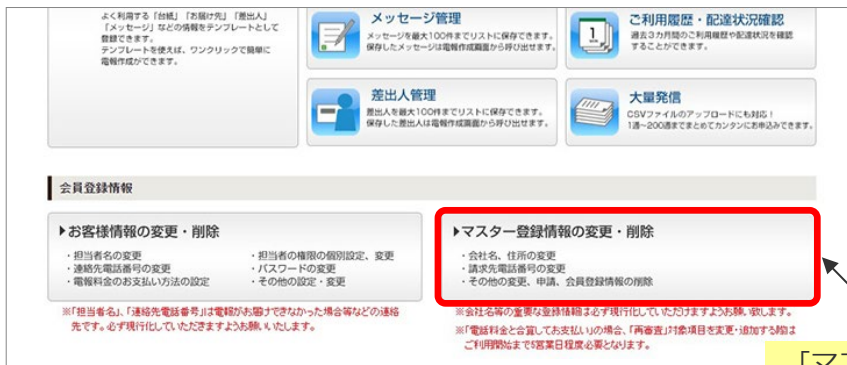 よく利用する「台紙」「お届け先」「差出人」
「メッセージ」などの情報をテンプレートとして
登録できます。
テンプレートを使えば、ワンクリックで簡単に
電報作成ができます。
メッセージ管理
メッセージを最大100件までリストに保存できます。
保存したメッセージは電報作成画面から呼び出せます。
ご利用履歴・配達状況確認
過去3カ月間のご利用履歴や配達状況を確認
することができます。
差出人管理
差出人を最大100件までリストに保存できます。
保存した差出人は電報作成画面から呼び出せます。
大量発信
CSVファイルのアップロードにも対応！
1通～200通までまとめてカンタンにお申込みできます。
会員登録情報
お客様情報の変更・削除
・担当者名の変更
・連絡先電話番号の変更
・電報料金のお支払い方法の設定
・担当者の権限の個別設定、変更
・パスワードの変更
・その他の設定・変更
※「担当者名」、「連絡先電話番号」は電報がお届けできなかった場合等などの連絡
先です。必ず現行化していただきますようお願いいたします。
マスター登録情報の変更・削除
・会社名、住所の変更
・請求先電話番号の変更
・その他の変更、申請、会員登録情報の削除
※会社名等の重要な登録情報は必ず現行化していただけますようお願い致します。
※「電話料金と合算してお支払い」の場合、「再審査」対象項目を変更・追加する際は
ご利用開始まで5営業日程度必要となります。
「マス